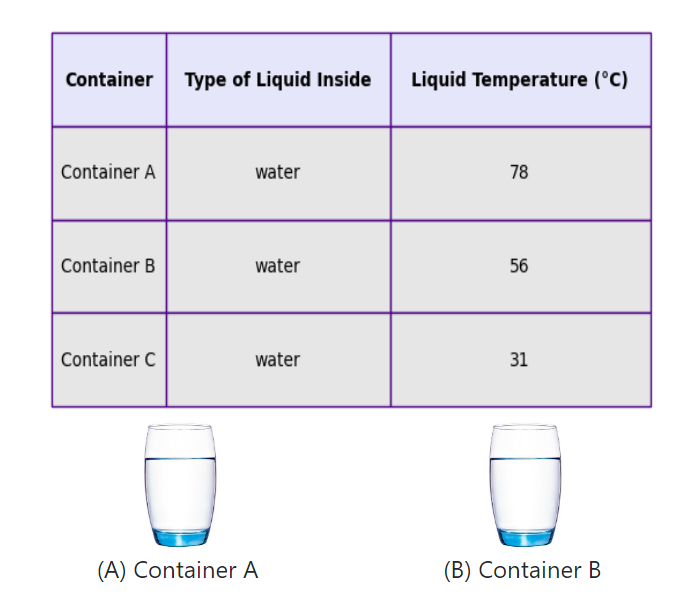 Container Type of Liquid Inside Liquid Temperature (°C)
Container A water 78
Container B water 56
Container C water 31
(A) Container A (B) Container B